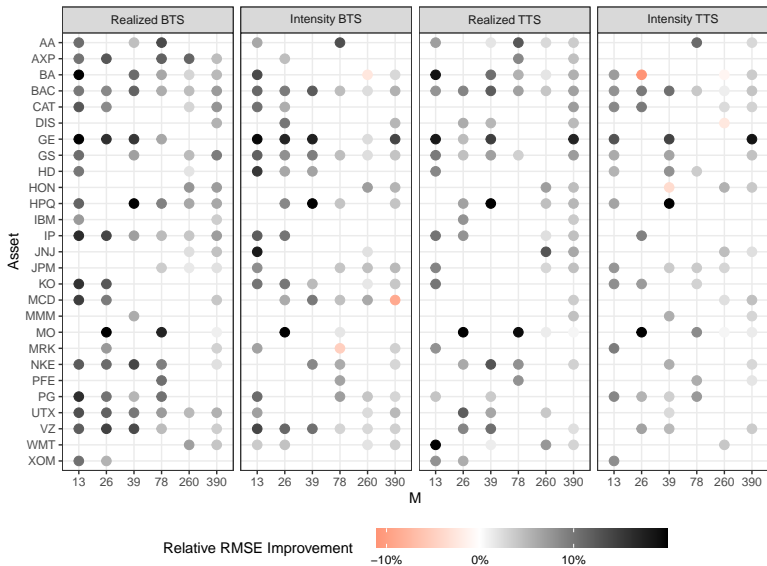 Realized BTS Intensity BTS Realized TTS Intensity TTS
AA
AXP
BA
BAC
CAT
DIS
GE
GS
HD
HON
HPQ
IBM
IP
JNJ
JPM
KO
MCD
MMM
MO
MRK
NKE
PFE
PG
UTX
VZ
WMT
XOM
Asset
13 26 39 78 260 390 13 26 39 78 260 390 13 26 39 78 260 390 13 26 39 78 260 390
M
Relative RMSE Improvement
−10% 0% 10%